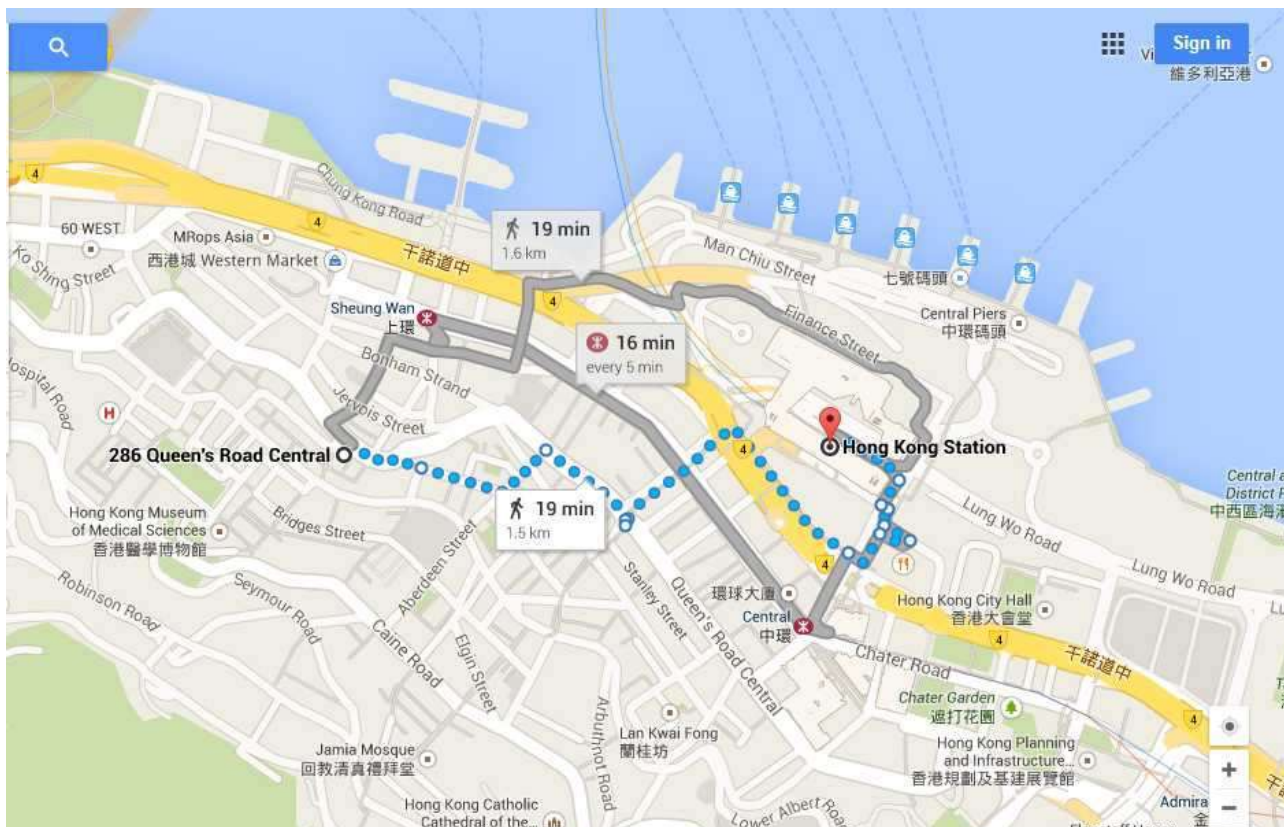 Sign in
維多利亞港
4
Chung Kong Road
60 WEST
MRops Asia
西港城 Western Market
Ko Shing Street
4
干諾道中
19 min
1.6 km
Man Chiu Street
七號碼頭
4
Central Piers
中環碼頭
Finance Street
Sheung Wan
上環
16 min
every 5 min
Bonham Strand
Hospital Road
H
Jervois Street
286 Queen's Road Central
4
Hong Kong Station
19 min
1.5 km
Hong Kong Museum
of Medical Sciences
香港醫學博物館
Bridges Street
Lung Wo Road
Lung Wo Road
4
Robinson Road
Seymour Road
Caine Road
Aberdeen Street
Elgin Street
Stanley Street
Queen's Road Central
環球大廈
Central
中環
Hong Kong City Hall
香港大會堂
4
干諾道中
Chater Road
Chater Garden
遮打花園
4
Arbuthnot Road
Lan Kwai Fong
蘭桂坊
Jamia Mosque
回教清真禮拜堂
Hong Kong Planning
and Infrastructure...
香港規劃及基建展覽館
Hong Kong Catholic
Cathedral of the...
Lower Albert Road
+
−